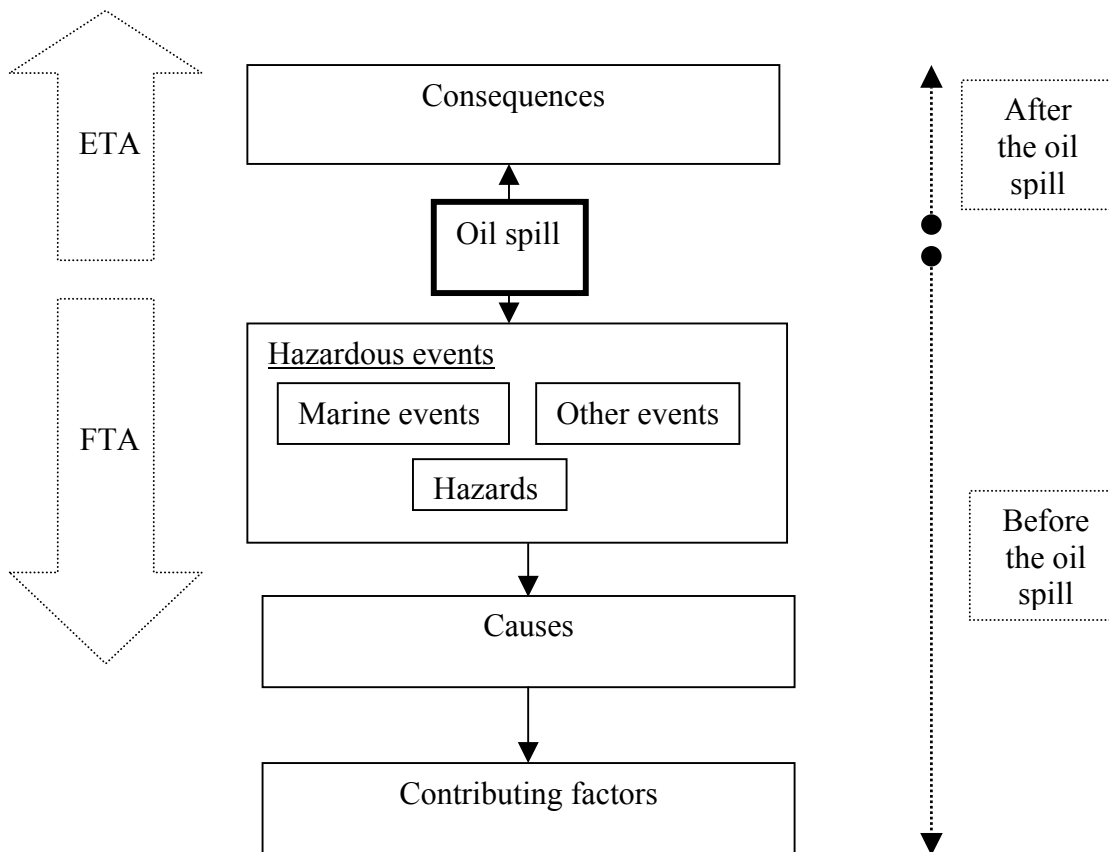 ETA
Consequences
After
the oil
spill
Oil spill
FTA
Hazardous events
Marine events
Other events
Hazards
Before
the oil
spill
Causes
Contributing factors